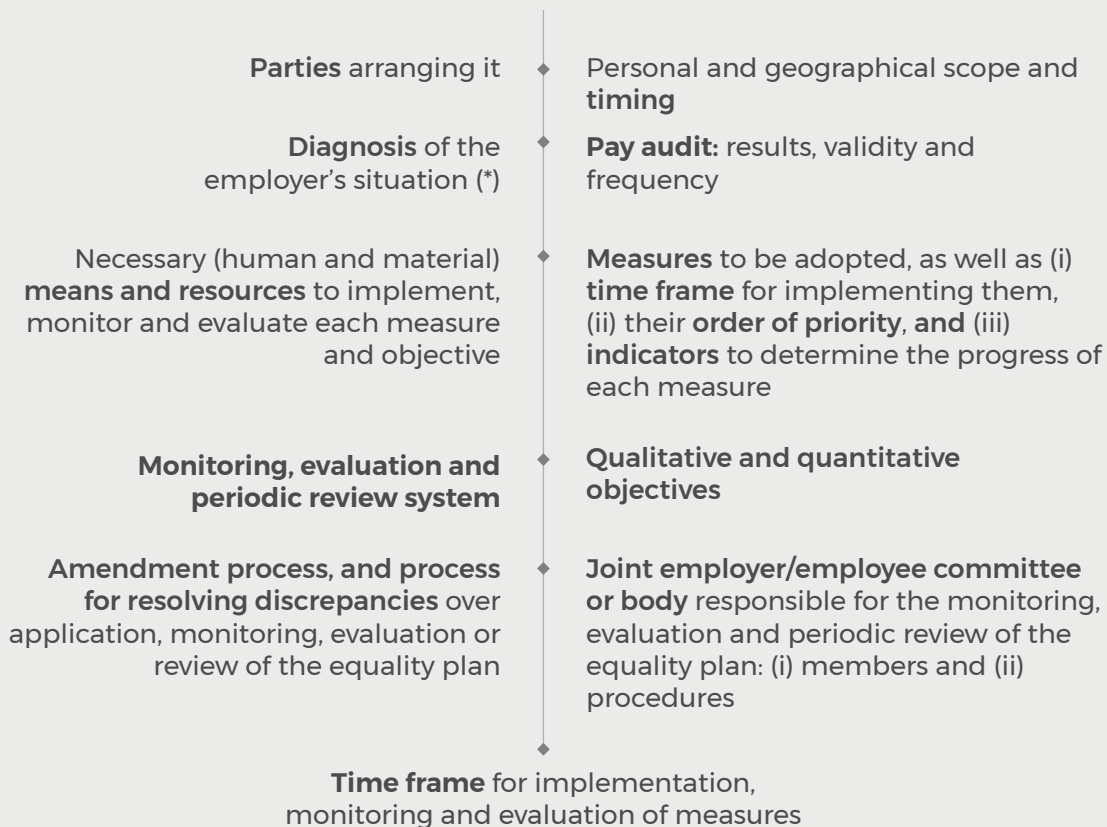 Parties arranging it
Personal and geographical scope and
timing
Diagnosis of the
employer's situation (*)
Pay audit: results, validity and
frequency
Necessary (human and material)
means and resources to implement,
monitor and evaluate each measure
and objective
Measures to be adopted, as well as (i)
time frame for implementing them,
(ii) their order of priority, and (iii)
indicators to determine the progress of
each measure
Monitoring, evaluation and
periodic review system
Qualitative and quantitative
objectives
Amendment process, and process
for resolving discrepancies over
application, monitoring, evaluation or
review of the equality plan
Joint employer/employee committee
or body responsible for the monitoring,
evaluation and periodic review of the
equality plan: (i) members and (ii)
procedures
Time frame for implementation,
monitoring and evaluation of measures